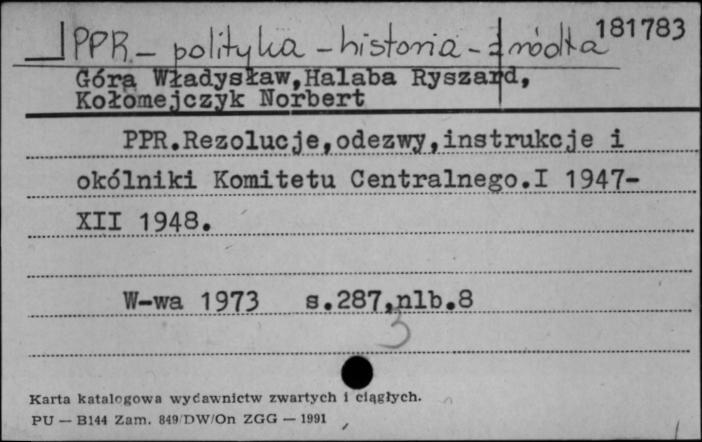 PPR – polityka – historia – źródła 181783
Góra Władysław,Halaba Ryszard,
Kołomejczyk Norbert
PPR.Rezolucje,odezwy,instrukcje i
okólniki Komitetu Centralnego.I 1947-
XII 1948.
W-wa 1973 s.287,nlb.8
3
Karta katalogowa wydawnictw zwartych i ciągłych.
PU — B144 Zam. 849/DW/On ZGG — 1991